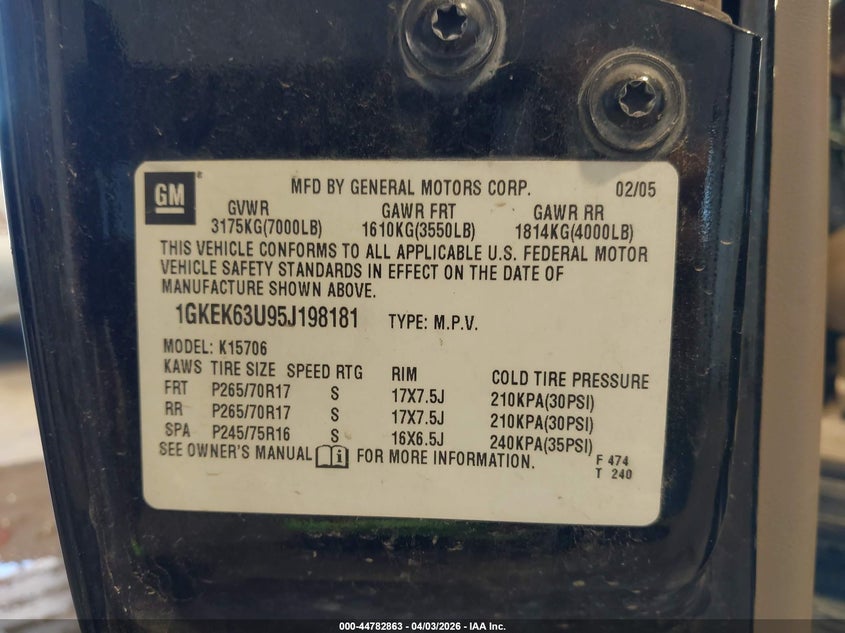 GM ®
MFD BY GENERAL MOTORS CORP. 02/05
GVWR GAWR FRT GAWR RR
3175KG(7000LB) 1610KG(3550LB) 1814KG(4000LB)
THIS VEHICLE CONFORMS TO ALL APPLICABLE U.S. FEDERAL MOTOR
VEHICLE SAFETY STANDARDS IN EFFECT ON THE DATE OF
MANUFACTURE SHOWN ABOVE.
1GKEK63U95J198181 TYPE: M.P.V.
MODEL: K15706
KAWS TIRE SIZE SPEED RTG RIM COLD TIRE PRESSURE
FRT P265/70R17 S 17X7.5J 210KPA(30PSI)
RR P265/70R17 S 17X7.5J 210KPA(30PSI)
SPA P245/75R16 S 16X6.5J 240KPA(35PSI)
SEE OWNER'S MANUAL i FOR MORE INFORMATION.
F 474
T 240
000-44782863 - 04/03/2026 - IAA Inc.